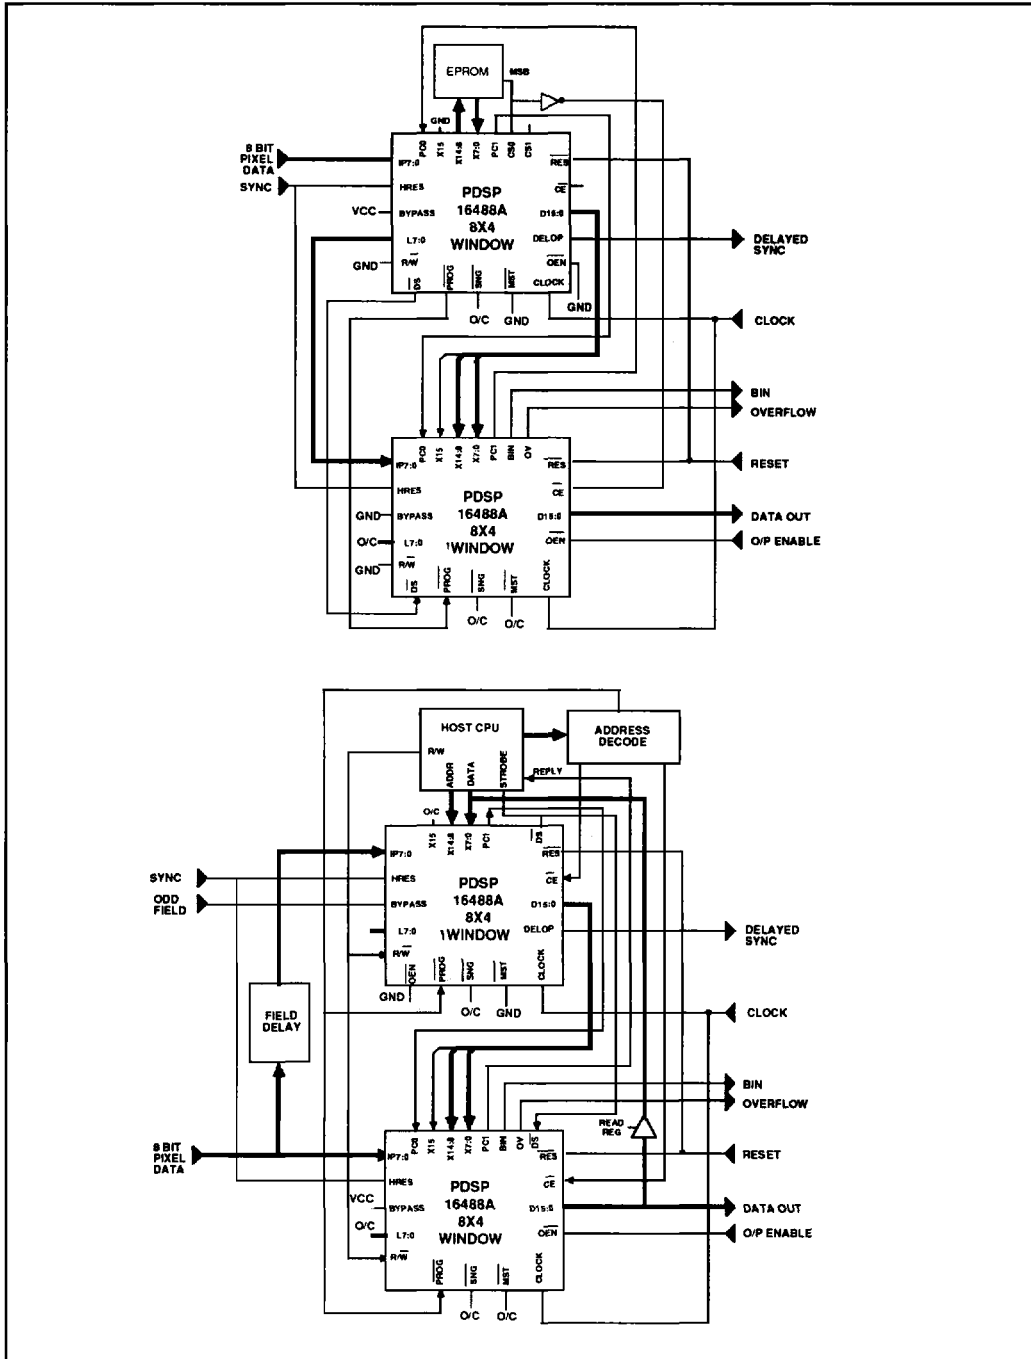 EPROM
MSB
GND
PC0
X15
X14:8
X7:0
PC1
CS0
CS1
8 BIT
PIXEL
DATA
IP7:0
RES
SYNC
HRES
PDSP
16488A
8X4
WINDOW
CE
VCC
BYPASS
D15:0
L7:0
DELOP
DELAYED
SYNC
GND
R/W
OEN
DS
PROG
SNG
MST
CLOCK
GND
O/C
GND
CLOCK
BIN
OVERFLOW
PC0
X15
X14:8
X7:0
PC1
BIN
OV
IP7:0
RES
RESET
HRES
PDSP
16488A
8X4
WINDOW
CE
GND
BYPASS
D15:0
DATA OUT
O/C
L7:0
OEN
O/P ENABLE
GND
R/W
DS
PROG
SNG
MST
CLOCK
O/C
O/C
HOST CPU
ADDRESS
DECODE
R/W
ADDR
DATA
STROBE
REPLY
O/C
X15
X14:8
X7:0
PC1
DS
IP7:0
RES
SYNC
HRES
PDSP
16488A
8X4
WINDOW
CE
ODD
FIELD
BYPASS
D15:0
L7:0
DELOP
DELAYED
SYNC
R/W
OEN
PROG
SNG
MST
CLOCK
GND
O/C
GND
FIELD
DELAY
CLOCK
BIN
OVERFLOW
READ
REG
PC0
X15
X14:8
X7:0
PC1
BIN
OV
DS
8 BIT
PIXEL
DATA
IP7:0
RES
RESET
HRES
PDSP
16488A
8X4
WINDOW
CE
VCC
BYPASS
D15:0
DATA OUT
O/C
L7:0
OEN
O/P ENABLE
R/W
PROG
SNG
MST
CLOCK
O/C
O/C